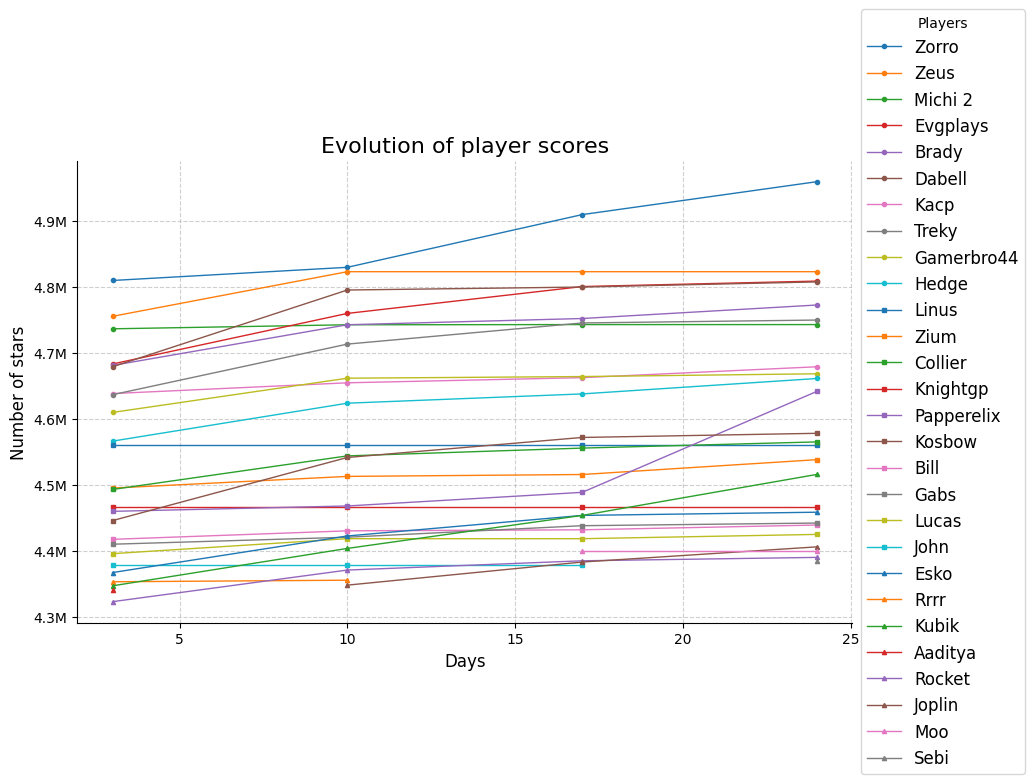 Evolution of player scores
Number of stars
4.9M
4.8M
4.7M
4.6M
4.5M
4.4M
4.3M
5
10
15
20
25
Days
Players
Zorro
Zeus
Michi 2
Evgplays
Brady
Dabell
Kacp
Treky
Gamerbro44
Hedge
Linus
Zium
Collier
Knightgp
Papperelix
Kosbow
Bill
Gabs
Lucas
John
Esko
Rrrr
Kubik
Aaditya
Rocket
Joplin
Moo
Sebi